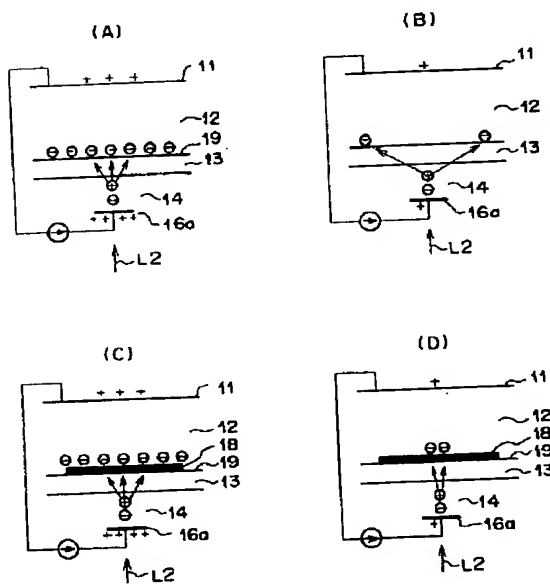 (A)
+ + +
11
12
⊖ ⊖ ⊖ ⊖ ⊖ ⊖ ⊖
19
13
⊕
⊖
14
16a
+ + + +
L2
(B)
+
11
12
⊖ ⊖
13
⊕
⊖
14
+
16a
L2
(C)
+ + +
11
12
⊖ ⊖ ⊖ ⊖ ⊖ ⊖ ⊖
18
19
13
⊕
⊖
14
16a
+ + + +
L2
(D)
+
11
12
⊖ ⊖
18
19
13
⊕
⊖
14
+
16a
L2